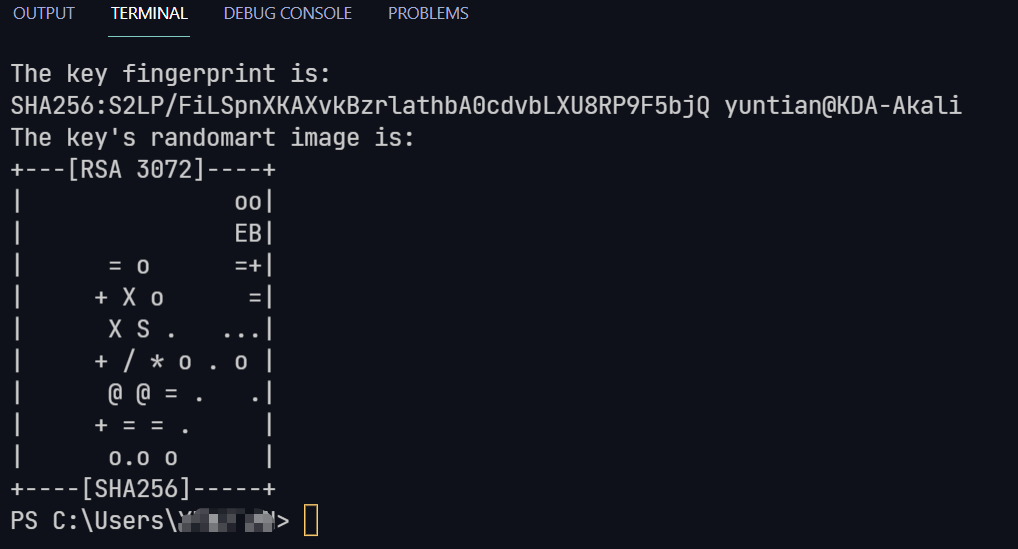 OUTPUT TERMINAL DEBUG CONSOLE PROBLEMS
The key fingerprint is:
SHA256:S2LP/FiLSpnXKAXvkBzrlathbA0cdvbLXU8RP9F5bjQ yuntian@KDA-Akali
The key's randomart image is:
+---[RSA 3072]----+
|               oo|
|               EB|
|      = o      =+|
|     + X o      =|
|      X S .   ...|
|     + / * o . o |
|      @ @ = .   .|
|     + = = .     |
|      o.o o      |
+----[SHA256]-----+
PS C:\Users\>